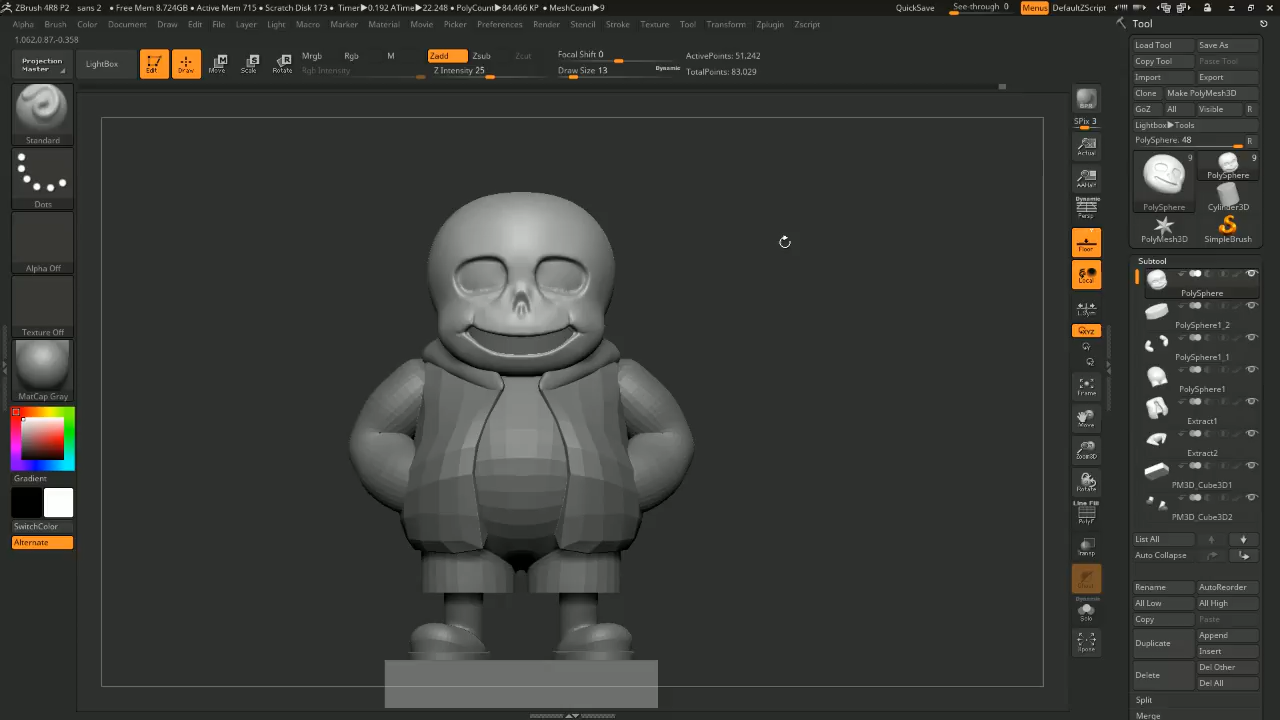 ZBrush 4R8 P2 sans 2 ● Free Mem 8.724GB ● Active Mem 715 ● Scratch Disk 173 ● Timer▶0.192 ATime▶22.248 ● PolyCount▶84.466 KP ● MeshCount▶9 QuickSave See-through 0 Menus DefaultZScript
Alpha Brush Color Document Draw Edit File Layer Light Macro Marker Material Movie Picker Preferences Render Stencil Stroke Texture Tool Transform Zplugin Zscript
1.062,0.87,-0.358
Projection Master
LightBox
Edit
Draw
Move
Scale
Rotate
Mrgb Rgb M
Rgb Intensity
Zadd Zsub Zcut
Z Intensity 25
Focal Shift 0
Draw Size 13
Dynamic
ActivePoints: 51.242
TotalPoints: 83.029
Standard
Dots
Alpha Off
Texture Off
MatCap Gray
Gradient
SwitchColor
Alternate
BPR
SPix 3
Actual
AAHalf
Dynamic
Persp
Floor
Local
L.Sym
XYZ
Frame
Move
Zoom3D
Rotate
Line Fill
PolyF
Transp
Ghost
Dynamic
Solo
Xpose
Tool
Load Tool Save As
Copy Tool Paste Tool
Import Export
Clone Make PolyMesh3D
GoZ All Visible R
Lightbox▶Tools
PolySphere. 48 R
9 9
PolySphere
PolySphere Cylinder3D
PolyMesh3D SimpleBrush
Subtool
PolySphere
PolySphere1_2
PolySphere1_1
PolySphere1
Extract1
Extract2
PM3D_Cube3D1
PM3D_Cube3D2
List All
Auto Collapse
Rename AutoReorder
All Low All High
Copy Paste
Duplicate Append
Insert
Delete Del Other
Del All
Split
Merge